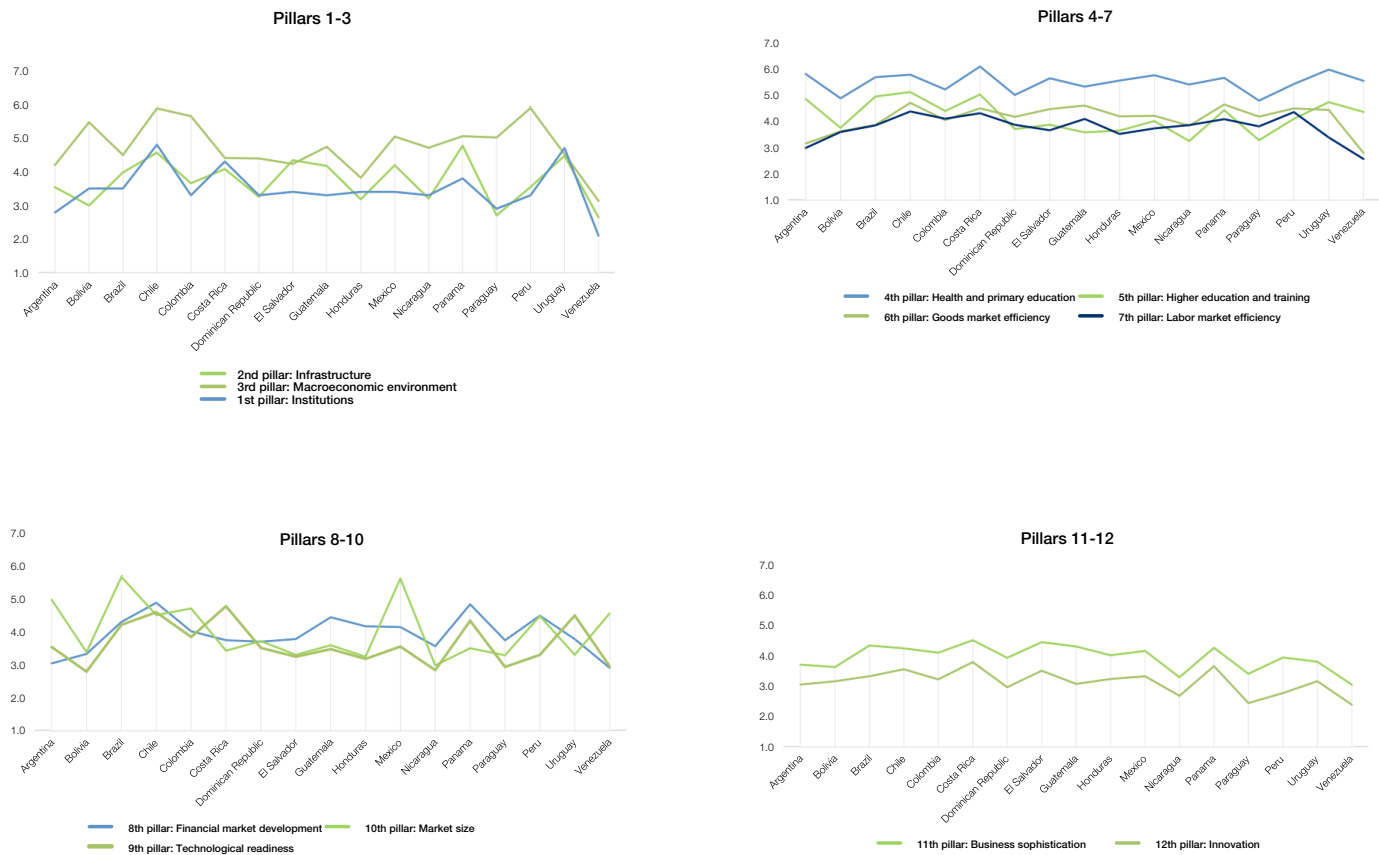 Pillars 1-3
7.0
6.0
5.0
4.0
3.0
2.0
1.0
Argentina
Bolivia
Brazil
Chile
Colombia
Costa Rica
Dominican Republic
El Salvador
Guatemala
Honduras
Mexico
Nicaragua
Panama
Paraguay
Peru
Uruguay
Venezuela
2nd pillar: Infrastructure
3rd pillar: Macroeconomic environment
1st pillar: Institutions
Pillars 4-7
7.0
6.0
5.0
4.0
3.0
2.0
1.0
Argentina
Bolivia
Brazil
Chile
Colombia
Costa Rica
Dominican Republic
El Salvador
Guatemala
Honduras
Mexico
Nicaragua
Panama
Paraguay
Peru
Uruguay
Venezuela
4th pillar: Health and primary education
5th pillar: Higher education and training
6th pillar: Goods market efficiency
7th pillar: Labor market efficiency
Pillars 8-10
7.0
6.0
5.0
4.0
3.0
2.0
1.0
Argentina
Bolivia
Brazil
Chile
Colombia
Costa Rica
Dominican Republic
El Salvador
Guatemala
Honduras
Mexico
Nicaragua
Panama
Paraguay
Peru
Uruguay
Venezuela
8th pillar: Financial market development
10th pillar: Market size
9th pillar: Technological readiness
Pillars 11-12
7.0
6.0
5.0
4.0
3.0
2.0
1.0
Argentina
Bolivia
Brazil
Chile
Colombia
Costa Rica
Dominican Republic
El Salvador
Guatemala
Honduras
Mexico
Nicaragua
Panama
Paraguay
Peru
Uruguay
Venezuela
11th pillar: Business sophistication
12th pillar: Innovation